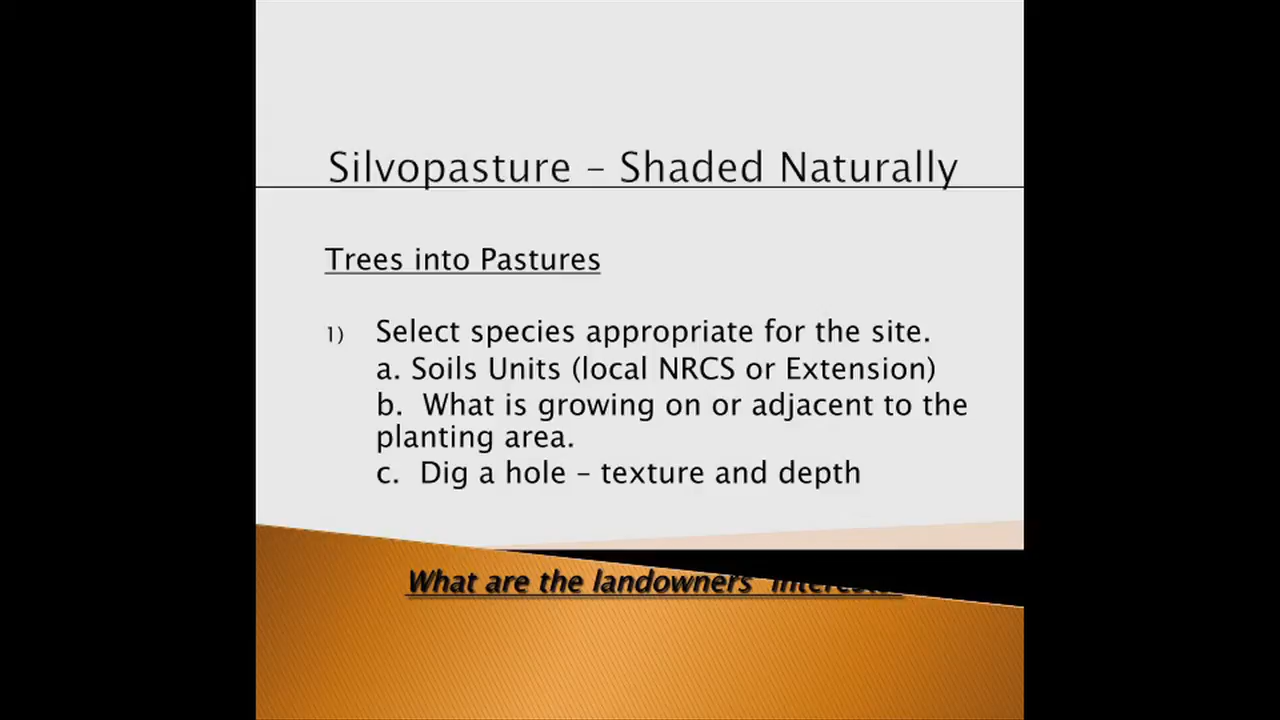 Silvopasture – Shaded Naturally
Trees into Pastures
1) Select species appropriate for the site.
a. Soils Units (local NRCS or Extension)
b. What is growing on or adjacent to the
planting area.
c. Dig a hole – texture and depth
What are the landowners'